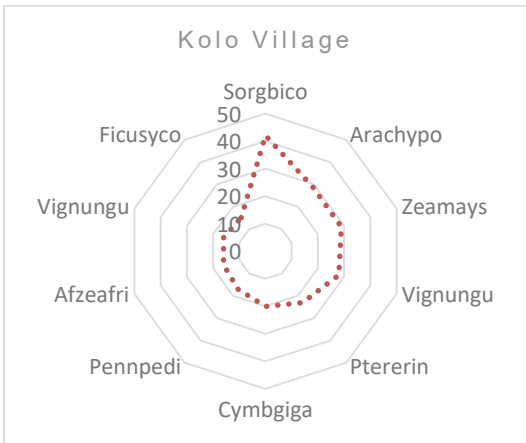 Kolo Village
Sorgbico
50
Ficusyco
40
Arachypo
30
Vignungu
20
Zeamays
10
0
Afzeafri
Vignungu
Pennpedi
Ptererin
Cymbgiga